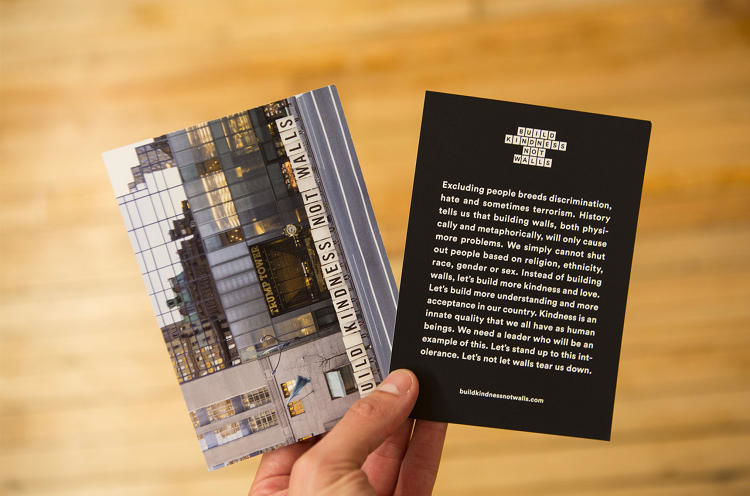 BUILD KINDNESS NOT WALLS
TRUMP TOWER
BUILD
KINDNESS
NOT
WALLS
Excluding people breeds discrimination,
hate and sometimes terrorism. History
tells us that building walls, both physi-
cally and metaphorically, will only cause
more problems. We simply cannot shut
out people based on religion, ethnicity,
race, gender or sex. Instead of building
walls, let's build more kindness and love.
Let's build more understanding and more
acceptance in our country. Kindness is an
innate quality that we all have as human
beings. We need a leader who will be an
example of this. Let's stand up to this int-
olerance. Let's not let walls tear us down.
buildkindnessnotwalls.com